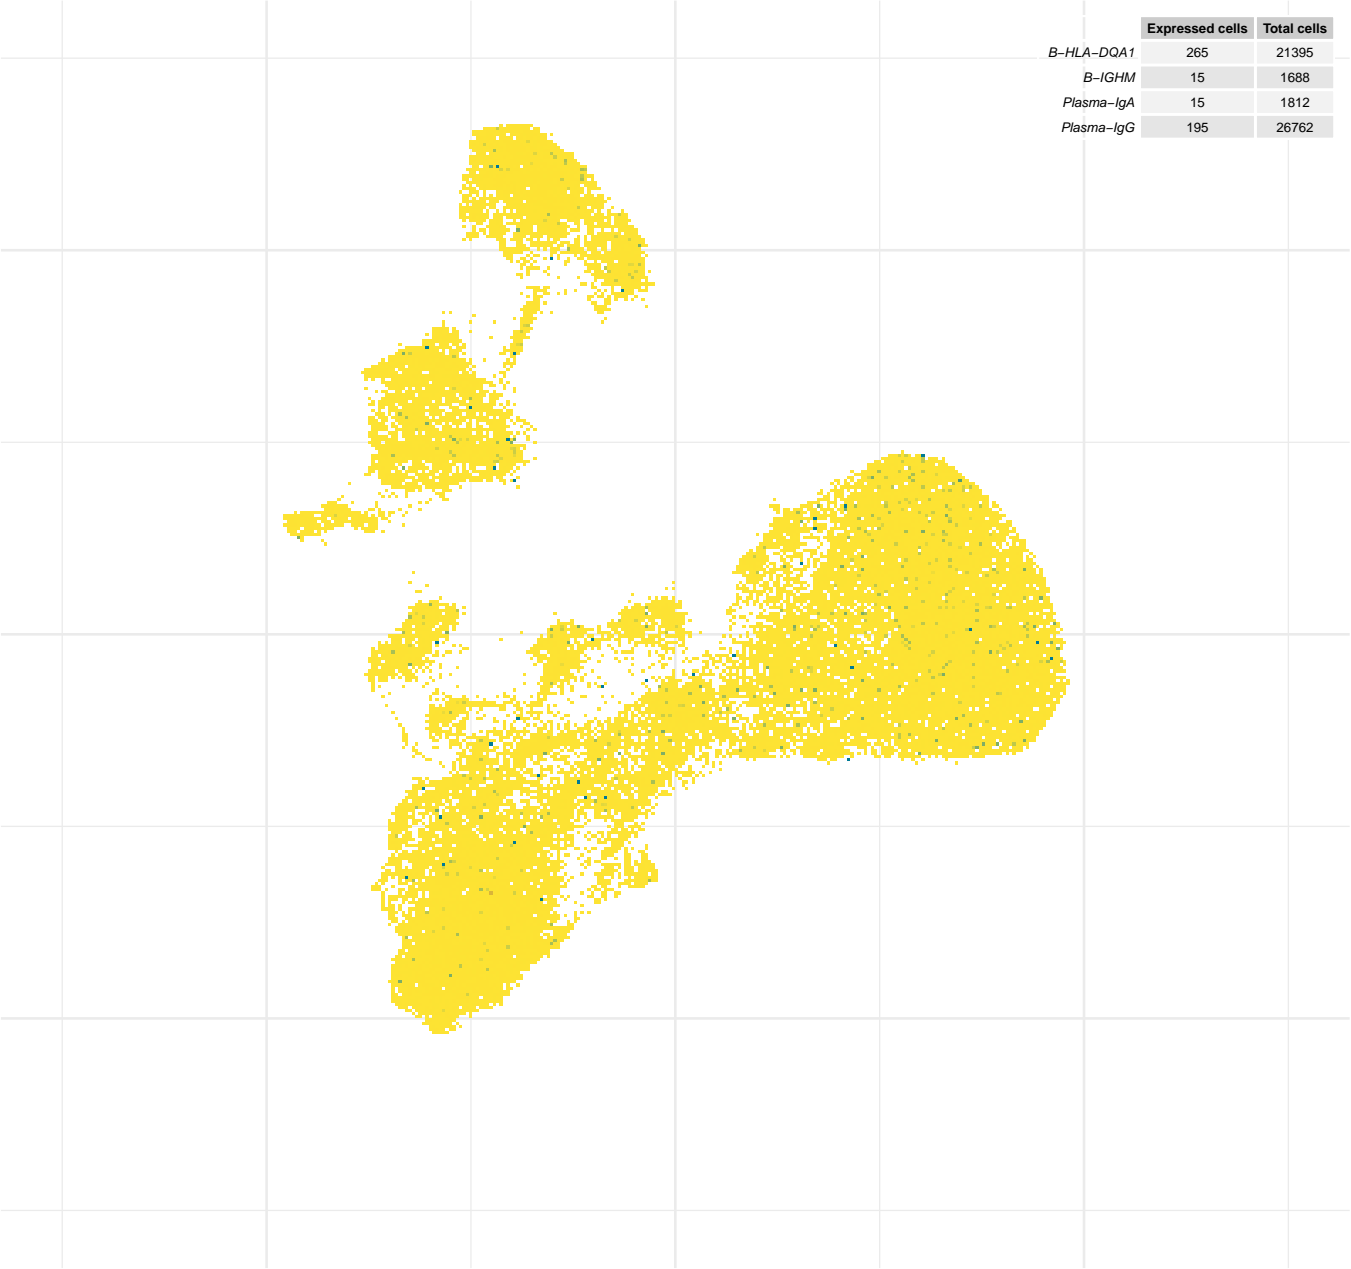 Expressed cells Total cells
B−HLA−DQA1 265 21395
B−IGHM 15 1688
Plasma−IgA 15 1812
Plasma−IgG 195 26762